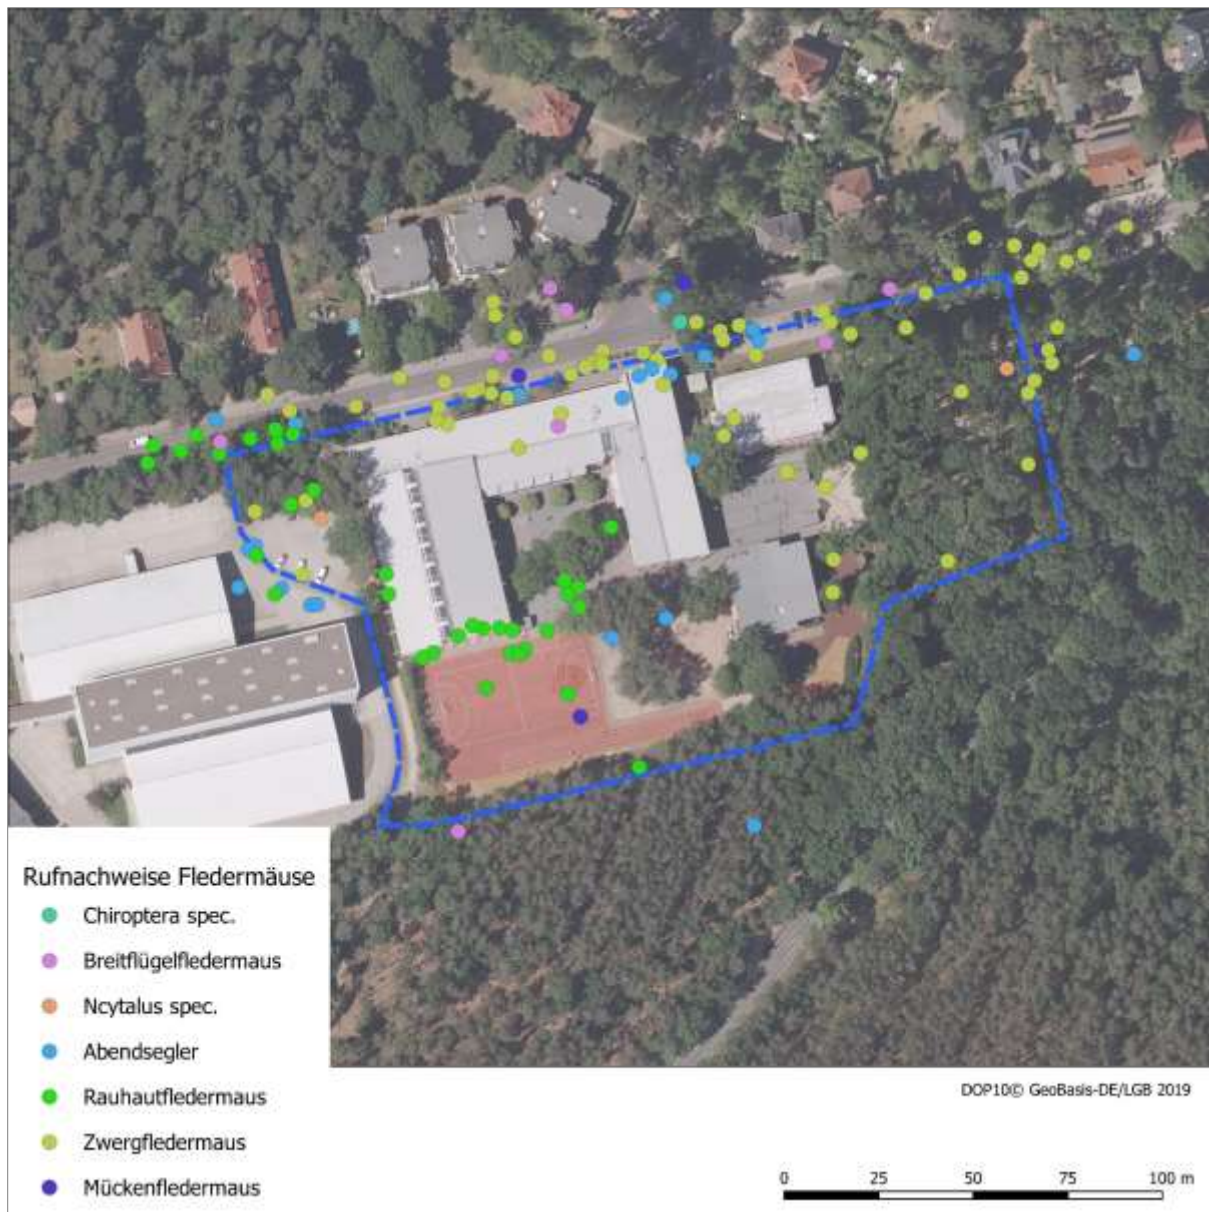 Rufnachweise Fledermäuse
Chiroptera spec.
Breitflügelfledermaus
Ncytalus spec.
Abendsegler
Rauhautfledermaus
Zwergfledermaus
Mückenfledermaus
DOP10© GeoBasis-DE/LGB 2019
0 25 50 75 100 m